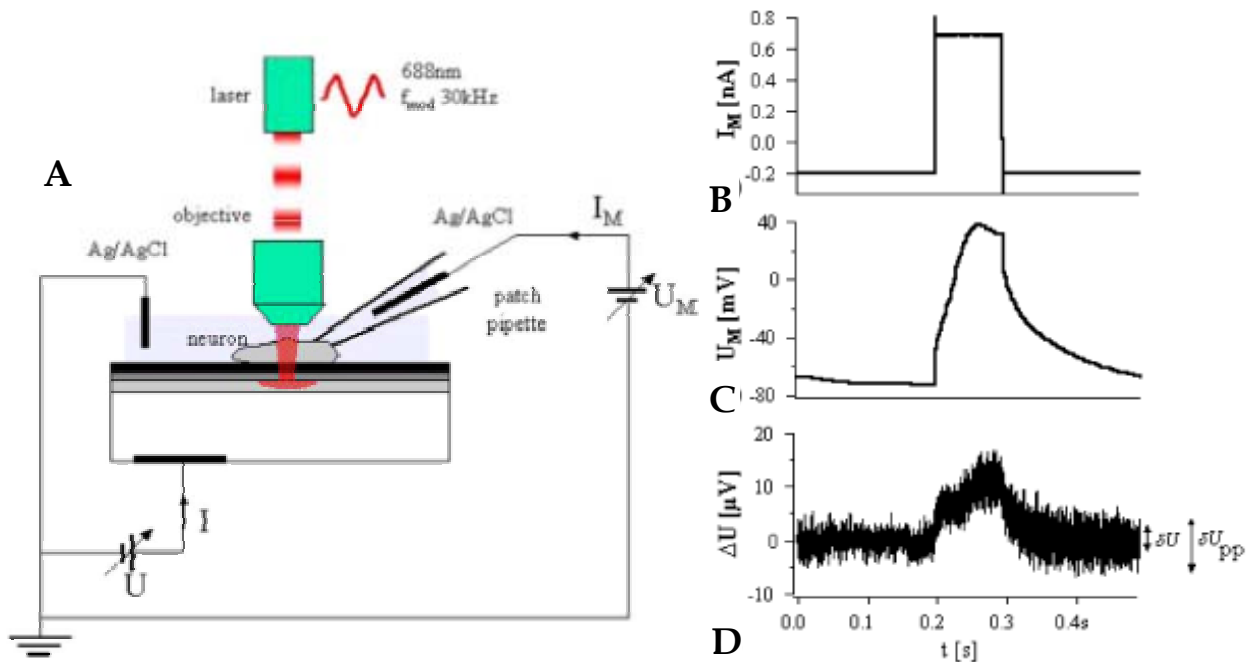 A
laser
688nm
f_mod 30kHz
objective
Ag/AgCl
Ag/AgCl
I_M
neuron
patch
pipette
U_M
I
U
B
I_M [nA]
0.8
0.6
0.4
0.2
0.0
-0.2
C
U_M [mV]
40
0
-40
-80
D
ΔU [μV]
20
10
0
-10
δU
δU_pp
0.0
0.1
0.2
0.3
0.4s
t [s]